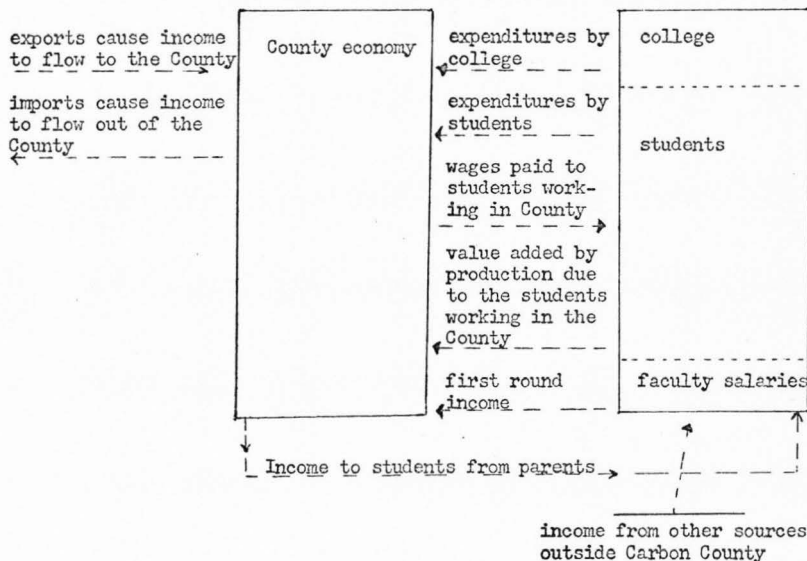 exports cause income
to flow to the County
imports cause income
to flow out of the
County
County economy
expenditures by
college
expenditures by
students
wages paid to
students work-
ing in County
value added by
production due
to the students
working in the
County
first round
income
college
students
faculty salaries
Income to students from parents
income from other sources
outside Carbon County